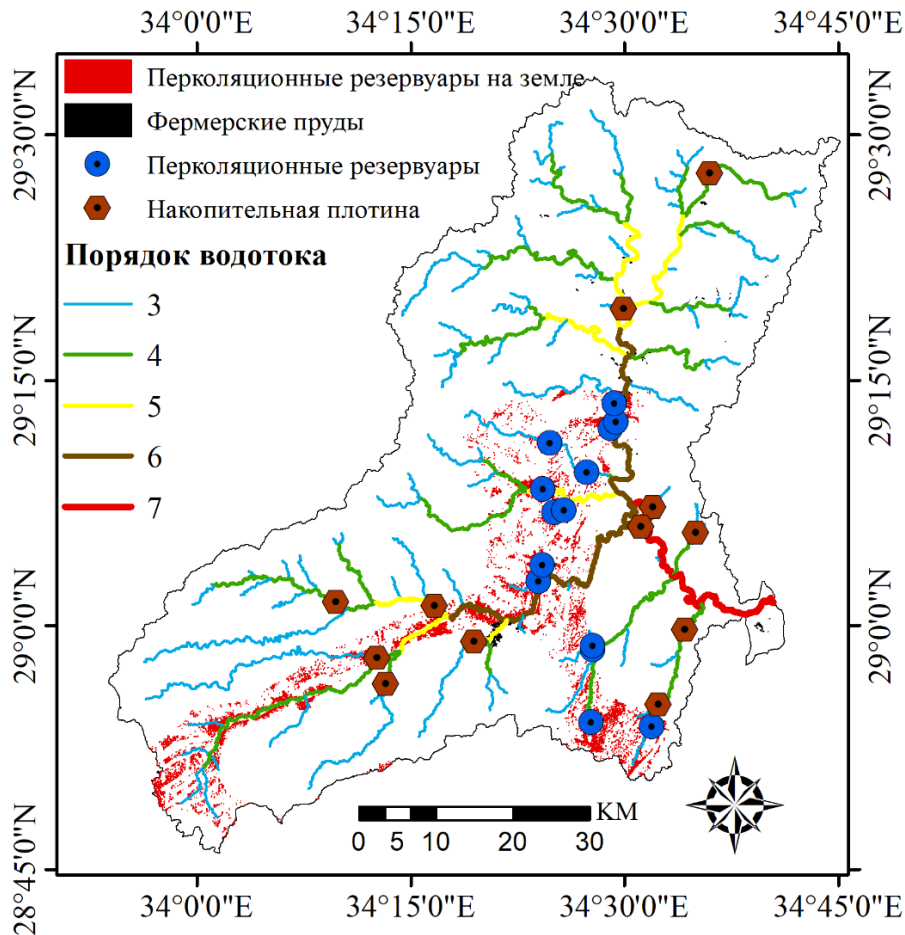 34°0'0"E 34°15'0"E 34°30'0"E 34°45'0"E
Перколяционные резервуары на земле
Фермерские пруды
Перколяционные резервуары
Накопительная плотина
Порядок водотока
3
4
5
6
7
29°30'0"N
29°15'0"N
29°0'0"N
28°45'0"N
29°30'0"N
29°15'0"N
29°0'0"N
28°45'0"N
KM
0 5 10 20 30
34°0'0"E 34°15'0"E 34°30'0"E 34°45'0"E